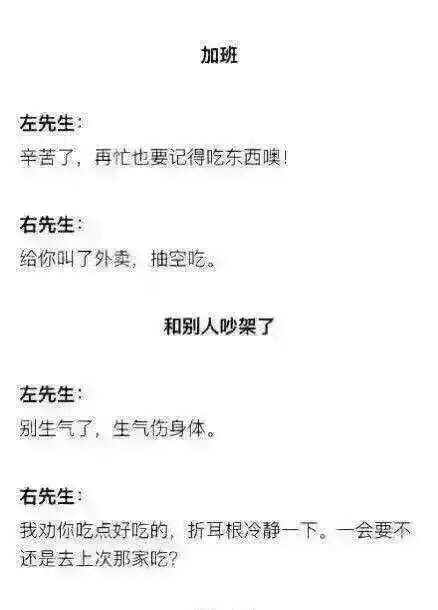 加班
左先生：
辛苦了，再忙也要记得吃东西噢！
右先生：
给你叫了外卖，抽空吃。
和别人吵架了
左先生：
别生气了，生气伤身体。
右先生：
我劝你吃点好吃的，折耳根冷静一下。一会要不
还是去上次那家吃？